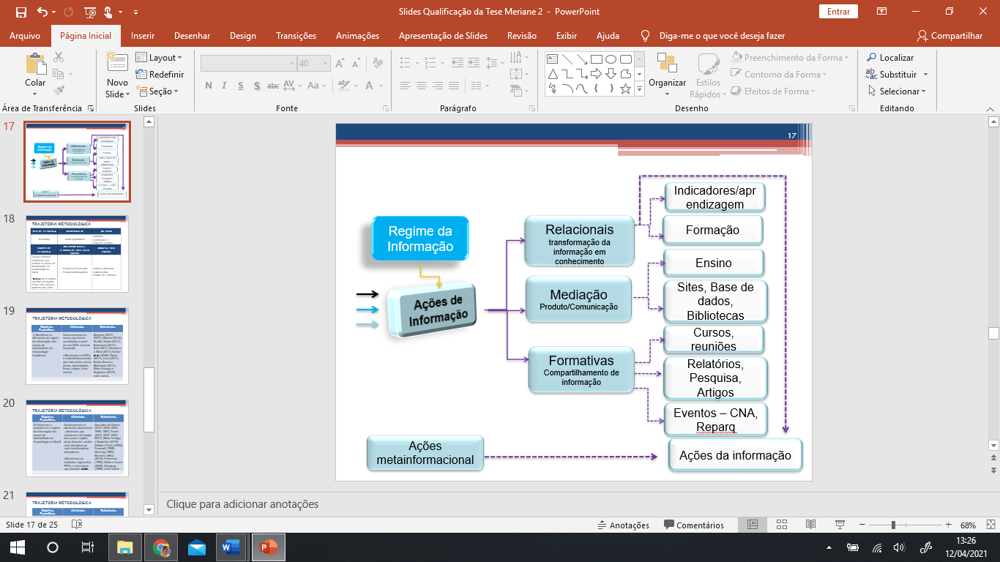 Slides Qualificação da Tese Meriane 2 - PowerPoint
Entrar
Arquivo
Página Inicial
Inserir
Desenhar
Design
Transições
Animações
Apresentação de Slides
Revisão
Exibir
Ajuda
Diga-me o que você deseja fazer
Compartilhar
Colar
Novo
Slide
Layout
Redefinir
Seção
40
N I S abc AV Aa A
Preenchimento da Forma
Contorno da Forma
Efeitos de Forma
Organizar
Estilos
Rápidos
Localizar
Substituir
Selecionar
Área de Transferência
Slides
Fonte
Parágrafo
Desenho
Editando
17
18
TRAJETÓRIA METODOLÓGICA
19
TRAJETÓRIA METODOLÓGICA
20
TRAJETÓRIA METODOLÓGICA
21
TRAJETÓRIA METODOLÓGICA
17
Regime da
Informação
Ações de
Informação
Relacionais
transformação da
informação em
conhecimento
Mediação
Produto/Comunicação
Formativas
Compartilhamento de
informação
Indicadores/apr
endizagem
Formação
Ensino
Sites, Base de
dados,
Bibliotecas
Cursos,
reuniões
Relatórios,
Pesquisa,
Artigos
Eventos – CNA,
Reparq,
Ações
metainformacional
Ações da informação
Clique para adicionar anotações
Slide 17 de 25
Anotações
Comentários
68%
13:26
12/04/2021